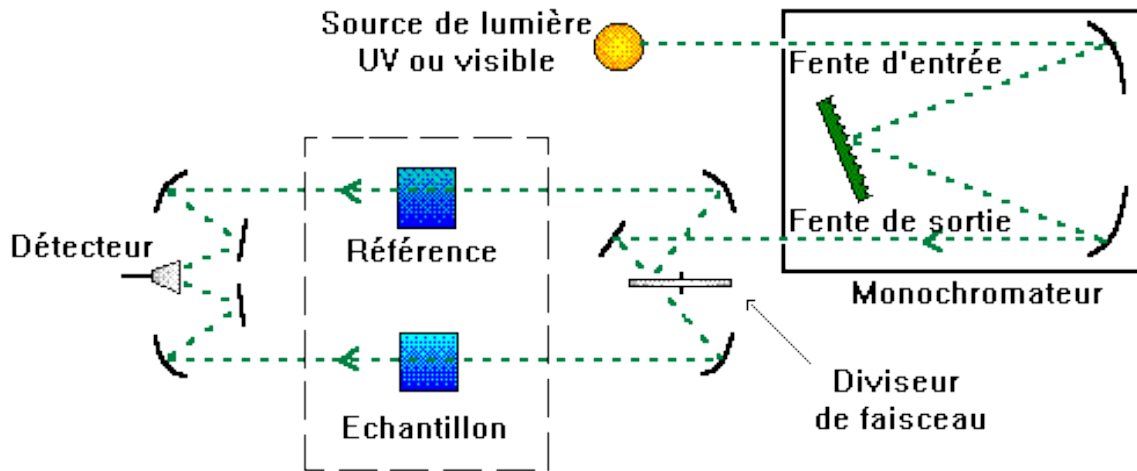 Source de lumière
UV ou visible
Fente d'entrée
Fente de sortie
Monochromateur
Détecteur
Référence
Echantillon
Diviseur
de faisceau